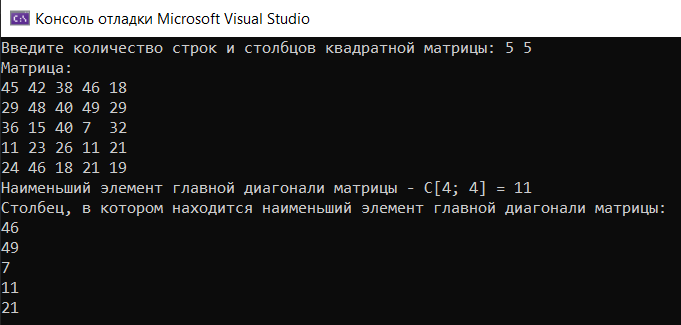 Консоль отладки Microsoft Visual Studio
Введите количество строк и столбцов квадратной матрицы: 5 5
Матрица:
45 42 38 46 18
29 48 40 49 29
36 15 40 7  32
11 23 26 11 21
24 46 18 21 19
Наименьший элемент главной диагонали матрицы - C[4; 4] = 11
Столбец, в котором находится наименьший элемент главной диагонали матрицы:
46
49
7
11
21